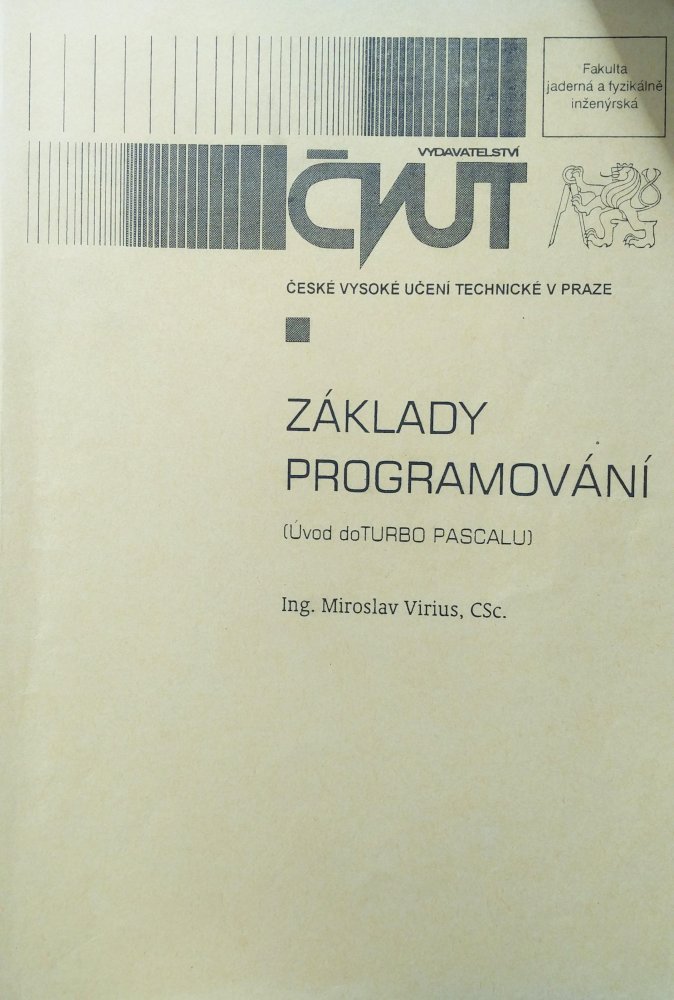 Fakulta
jaderná a fyzikálně
inženýrská
VYDAVATELSTVÍ
ČVUT
ČESKÉ VYSOKÉ UČENÍ TECHNICKÉ V PRAZE
ZÁKLADY
PROGRAMOVÁNÍ
(Úvod doTURBO PASCALU)
Ing. Miroslav Virius, CSc.